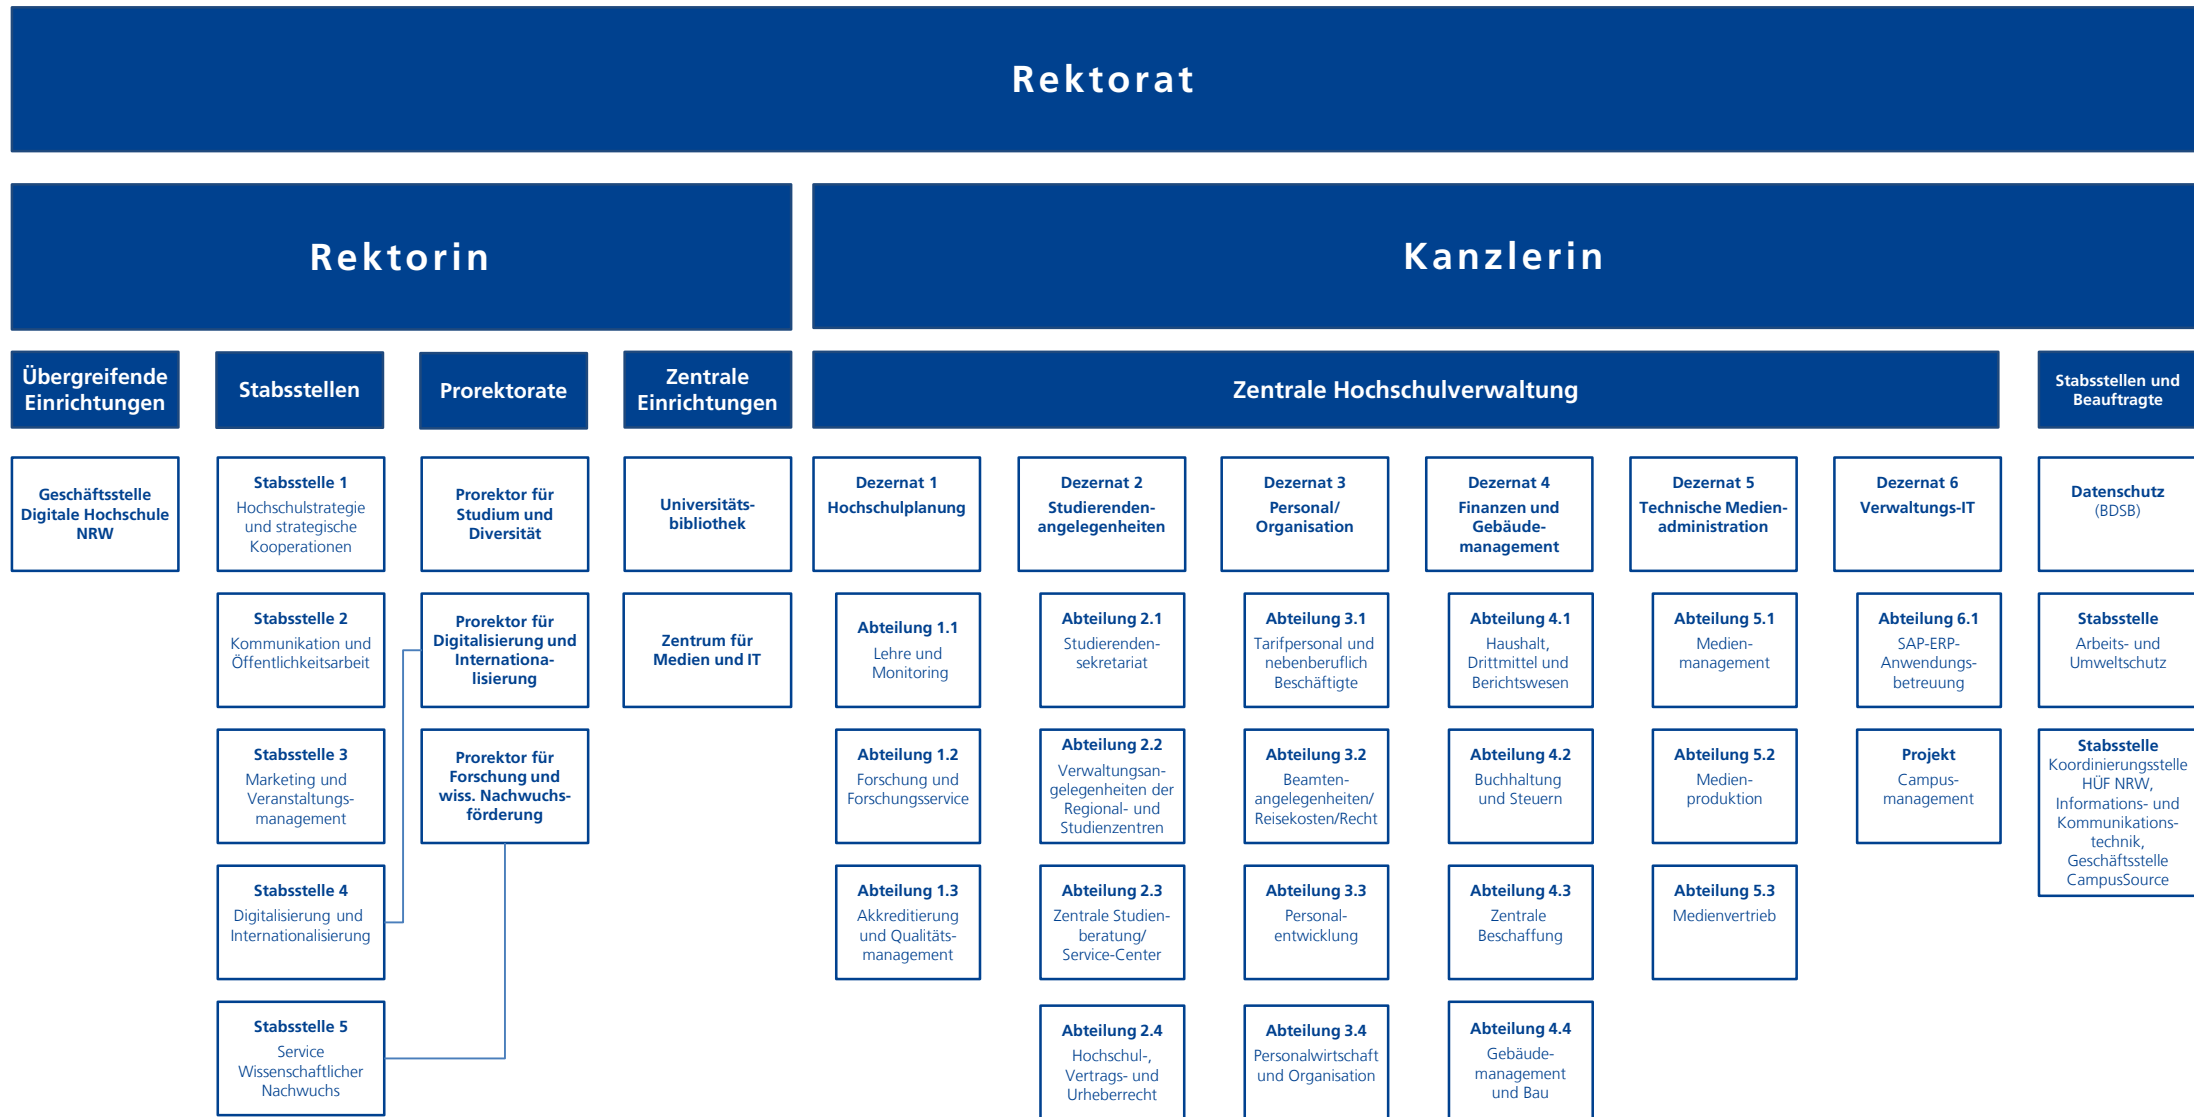 Rektorat
Rektorin
Kanzlerin
Übergreifende
Einrichtungen
Stabsstellen
Prorektorate
Zentrale
Einrichtungen
Zentrale Hochschulverwaltung
Stabsstellen und
Beauftragte
Geschäftsstelle
Digitale Hochschule
NRW
Stabsstelle 1
Hochschulstrategie
und strategische
Kooperationen
Prorektor für
Studium und
Diversität
Universitäts-
bibliothek
Dezernat 1
Hochschulplanung
Dezernat 2
Studierenden-
angelegenheiten
Dezernat 3
Personal/
Organisation
Dezernat 4
Finanzen und
Gebäude-
management
Dezernat 5
Technische Medien-
administration
Dezernat 6
Verwaltungs-IT
Datenschutz
(BDSB)
Stabsstelle 2
Kommunikation und
Öffentlichkeitsarbeit
Prorektor für
Digitalisierung und
Internationa-
lisierung
Zentrum für
Medien und IT
Abteilung 1.1
Lehre und
Monitoring
Abteilung 2.1
Studierenden-
sekretariat
Abteilung 3.1
Tarifpersonal und
nebenberuflich
Beschäftigte
Abteilung 4.1
Haushalt,
Drittmittel und
Berichtswesen
Abteilung 5.1
Medien-
management
Abteilung 6.1
SAP-ERP-
Anwendungs-
betreuung
Stabsstelle
Arbeits- und
Umweltschutz
Stabsstelle 3
Marketing und
Veranstaltungs-
management
Prorektor für
Forschung und
wiss. Nachwuchs-
förderung
Abteilung 1.2
Forschung und
Forschungsservice
Abteilung 2.2
Verwaltungsan-
gelegenheiten der
Regional- und
Studienzentren
Abteilung 3.2
Beamten-
angelegenheiten/
Reisekosten/Recht
Abteilung 4.2
Buchhaltung
und Steuern
Abteilung 5.2
Medien-
produktion
Projekt
Campus-
management
Stabsstelle
Koordinierungsstelle
HÜF NRW,
Informations- und
Kommunikations-
technik,
Geschäftsstelle
CampusSource
Stabsstelle 4
Digitalisierung und
Internationalisierung
Abteilung 1.3
Akkreditierung
und Qualitäts-
management
Abteilung 2.3
Zentrale Studien-
beratung/
Service-Center
Abteilung 3.3
Personal-
entwicklung
Abteilung 4.3
Zentrale
Beschaffung
Abteilung 5.3
Medienvertrieb
Stabsstelle 5
Service
Wissenschaftlicher
Nachwuchs
Abteilung 2.4
Hochschul-,
Vertrags- und
Urheberrecht
Abteilung 3.4
Personalwirtschaft
und Organisation
Abteilung 4.4
Gebäude-
management
und Bau